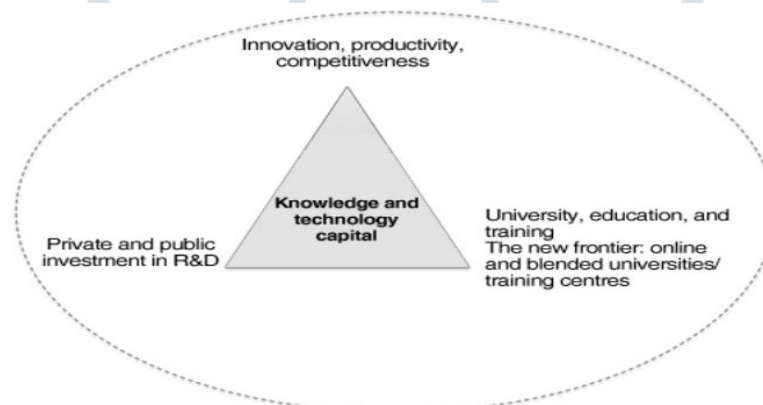 Innovation, productivity,
competitiveness
Knowledge and
technology
capital
Private and public
investment in R&D
University, education, and
training
The new frontier: online
and blended universities/
training centres